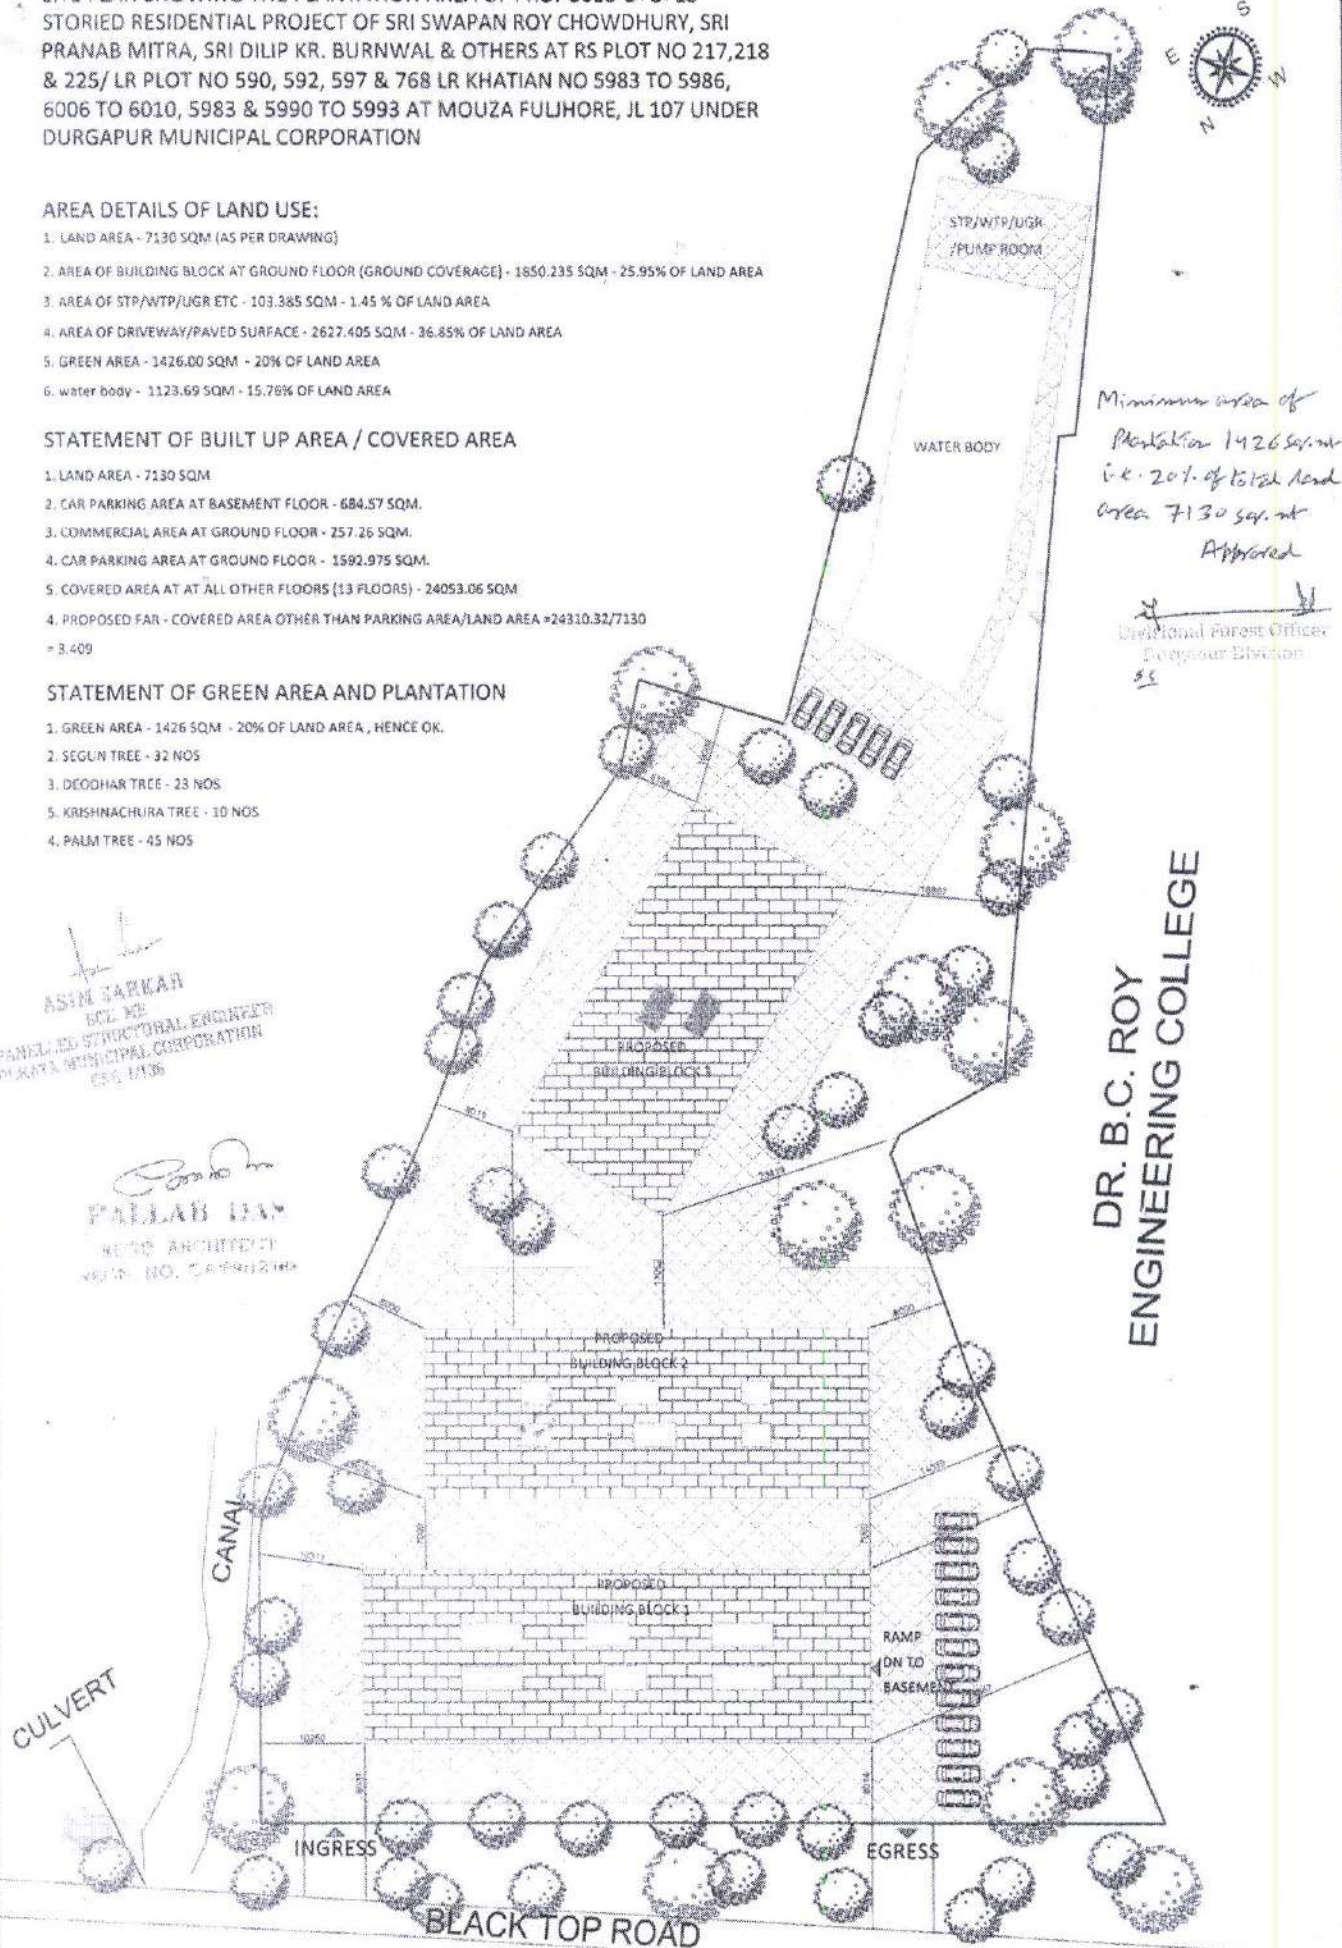 STORIED RESIDENTIAL PROJECT OF SRI SWAPAN ROY CHOWDHURY, SRI
PRANAB MITRA, SRI DILIP KR. BURNWAL & OTHERS AT RS PLOT NO 217,218
& 225/ LR PLOT NO 590, 592, 597 & 768 LR KHATIAN NO 5983 TO 5986,
6006 TO 6010, 5983 & 5990 TO 5993 AT MOUZA FULJHORE, JL 107 UNDER
DURGAPUR MUNICIPAL CORPORATION
S
E
W
N
AREA DETAILS OF LAND USE:
1. LAND AREA - 7130 SQM (AS PER DRAWING)
2. AREA OF BUILDING BLOCK AT GROUND FLOOR (GROUND COVERAGE) - 1850.235 SQM - 25.95% OF LAND AREA
3. AREA OF STP/WTP/UGR ETC - 103.385 SQM - 1.45 % OF LAND AREA
4. AREA OF DRIVEWAY/PAVED SURFACE - 2627.405 SQM - 36.85% OF LAND AREA
5. GREEN AREA - 1426.00 SQM - 20% OF LAND AREA
6. water body - 1123.69 SQM - 15.76% OF LAND AREA
STATEMENT OF BUILT UP AREA / COVERED AREA
1. LAND AREA - 7130 SQM
2. CAR PARKING AREA AT BASEMENT FLOOR - 684.57 SQM.
3. COMMERCIAL AREA AT GROUND FLOOR - 257.26 SQM.
4. CAR PARKING AREA AT GROUND FLOOR - 1592.975 SQM.
5. COVERED AREA AT AT ALL OTHER FLOORS (13 FLOORS) - 24053.06 SQM
4. PROPOSED FAR - COVERED AREA OTHER THAN PARKING AREA/LAND AREA =24310.32/7130
= 3.409
STATEMENT OF GREEN AREA AND PLANTATION
1. GREEN AREA - 1426 SQM - 20% OF LAND AREA , HENCE OK.
2. SEGUN TREE - 32 NOS
3. DEODHAR TREE - 23 NOS
5. KRISHNACHURA TREE - 10 NOS
4. PALM TREE - 45 NOS
STP/WTP/UGR
/PUMP ROOM
WATER BODY
Minimum area of
Plantation 1426 sq.mt
i.e. 20% of total land
area 7130 sq.mt
Approved
Divisional Forest Officer
Durgapur Division
ASIM SARKAR
BCE ME
PANELLED STRUCTURAL ENGINEER
MUNICIPAL CORPORATION
PALLAB DAS
REGD ARCHITECT
NO.
PROPOSED
BUILDING BLOCK 3
DR. B.C. ROY
ENGINEERING COLLEGE
PROPOSED
BUILDING BLOCK 2
CANAL
PROPOSED
BUILDING BLOCK 1
RAMP
DN TO
BASEMENT
CULVERT
INGRESS
EGRESS
BLACK TOP ROAD